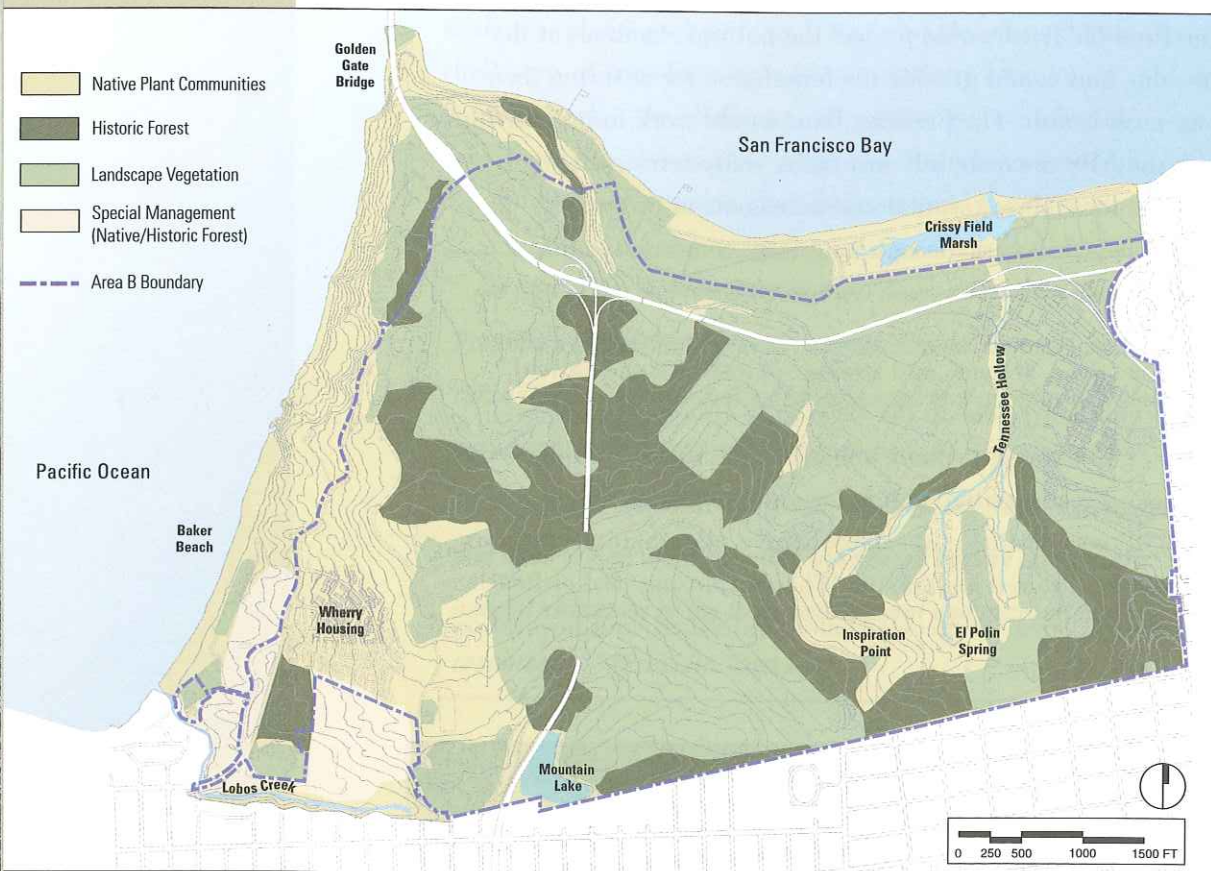 Native Plant Communities
Historic Forest
Landscape Vegetation
Special Management
(Native/Historic Forest)
Area B Boundary
Golden
Gate
Bridge
San Francisco Bay
Crissy Field
Marsh
Tennessee Hollow
Pacific Ocean
Baker
Beach
Wherry
Housing
Inspiration
Point
El Polin
Spring
Mountain
Lake
Lobos Creek
0 250 500 1000 1500 FT